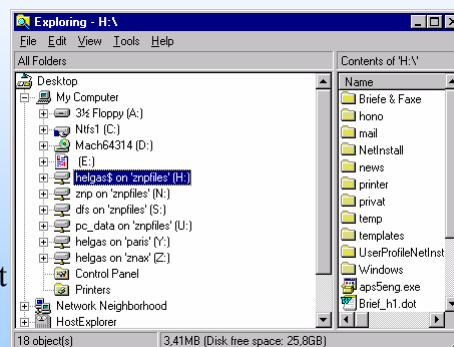 Exploring - H:\
File Edit View Tools Help
All Folders
Contents of 'H:\'
Desktop
My Computer
3½ Floppy (A:)
Ntfs1 (C:)
Mach64314 (D:)
(E:)
helgas$ on 'znpfiles' (H:)
znp on 'znpfiles' (N:)
dfs on 'znpfiles' (S:)
pc_data on 'znpfiles' (U:)
helgas on 'paris' (Y:)
helgas on 'znax' (Z:)
Control Panel
Printers
Network Neighborhood
HostExplorer
Name
Briefe & Faxe
hono
mail
NetInstall
news
printer
privat
temp
templates
UserProfileNetInst
Windows
aps5eng.exe
Brief_h1.dot
t
18 object(s)
3,41MB (Disk free space: 25,8GB)